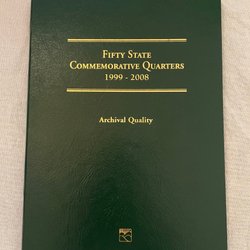 Fifty State
Commemorative Quarters
1999 - 2008
Archival Quality